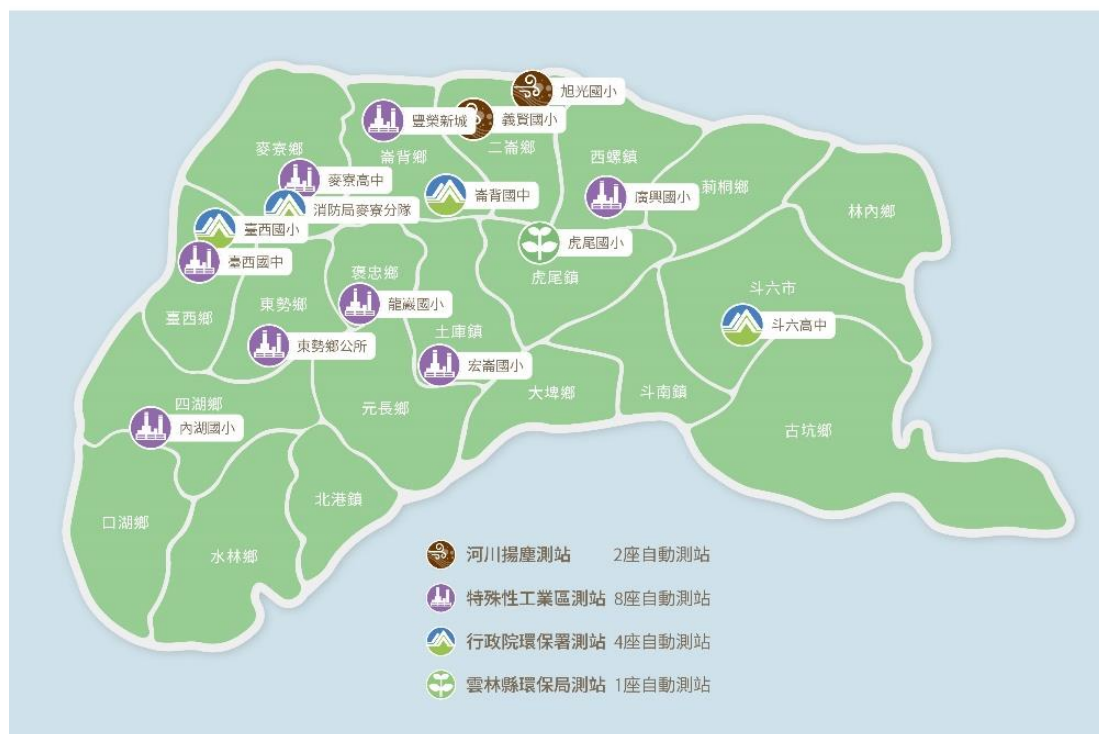 旭光國小
豐榮新城
義賢國小
麥寮鄉
崙背鄉
二崙鄉
西螺鎮
麥寮高中
崙背國中
廣興國小
莿桐鄉
林內鄉
消防局麥寮分隊
臺西國小
虎尾國小
臺西國中
褒忠鄉
虎尾鎮
斗六市
東勢鄉
龍巖國小
臺西鄉
土庫鎮
斗六高中
東勢鄉公所
宏崙國小
大埤鄉
斗南鎮
四湖鄉
元長鄉
內湖國小
古坑鄉
北港鎮
口湖鄉
水林鄉
河川揚塵測站 2座自動測站
特殊性工業區測站 8座自動測站
行政院環保署測站 4座自動測站
雲林縣環保局測站 1座自動測站